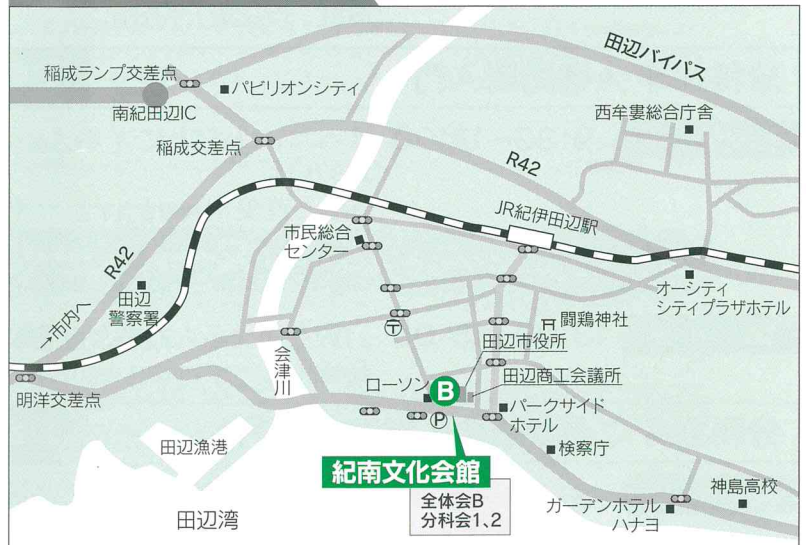 田辺バイパス
稲成ランプ交差点
パビリオンシティ
南紀田辺IC
西牟婁総合庁舎
稲成交差点
R42
JR紀伊田辺駅
市民総合
センター
R42
→市内へ
田辺
警察署
オーシティ
シティプラザホテル
〒
闘鶏神社
田辺市役所
会津川
田辺商工会議所
ローソン
B
明洋交差点
P
パークサイド
ホテル
田辺漁港
検察庁
紀南文化会館
全体会B
分科会1、2
神島高校
ガーデンホテル
ハナヨ
田辺湾